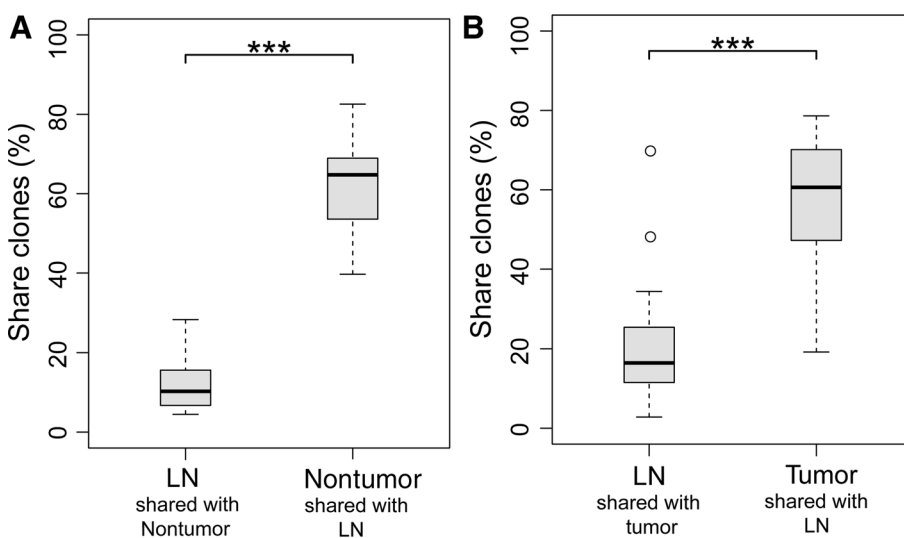 A
Share clones (%)
100
80
60
40
20
0
***
LN
shared with
Nontumor
Nontumor
shared with
LN
B
Share clones (%)
100
80
60
40
20
0
***
LN
shared with
tumor
Tumor
shared with
LN